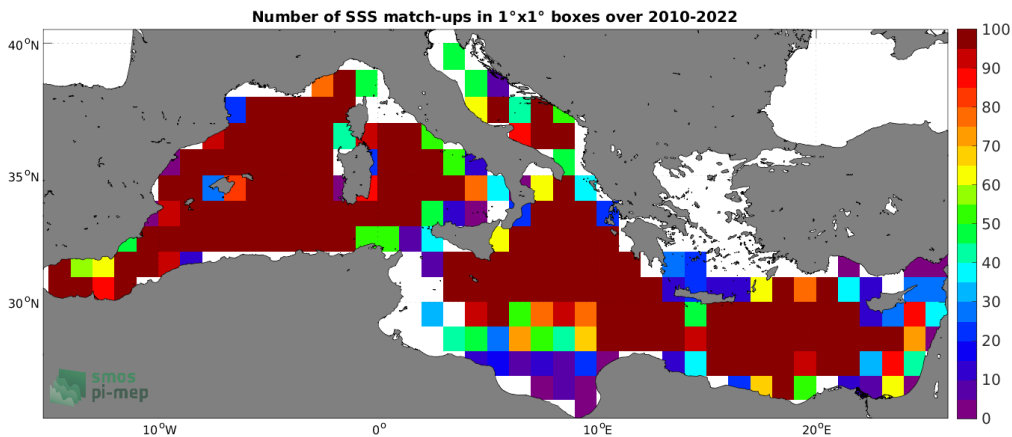 Number of SSS match-ups in 1°x1° boxes over 2010-2022
40°N
35°N
30°N
10°W
0°
10°E
20°E
100
90
80
70
60
50
40
30
20
10
0
smos
pi-mep